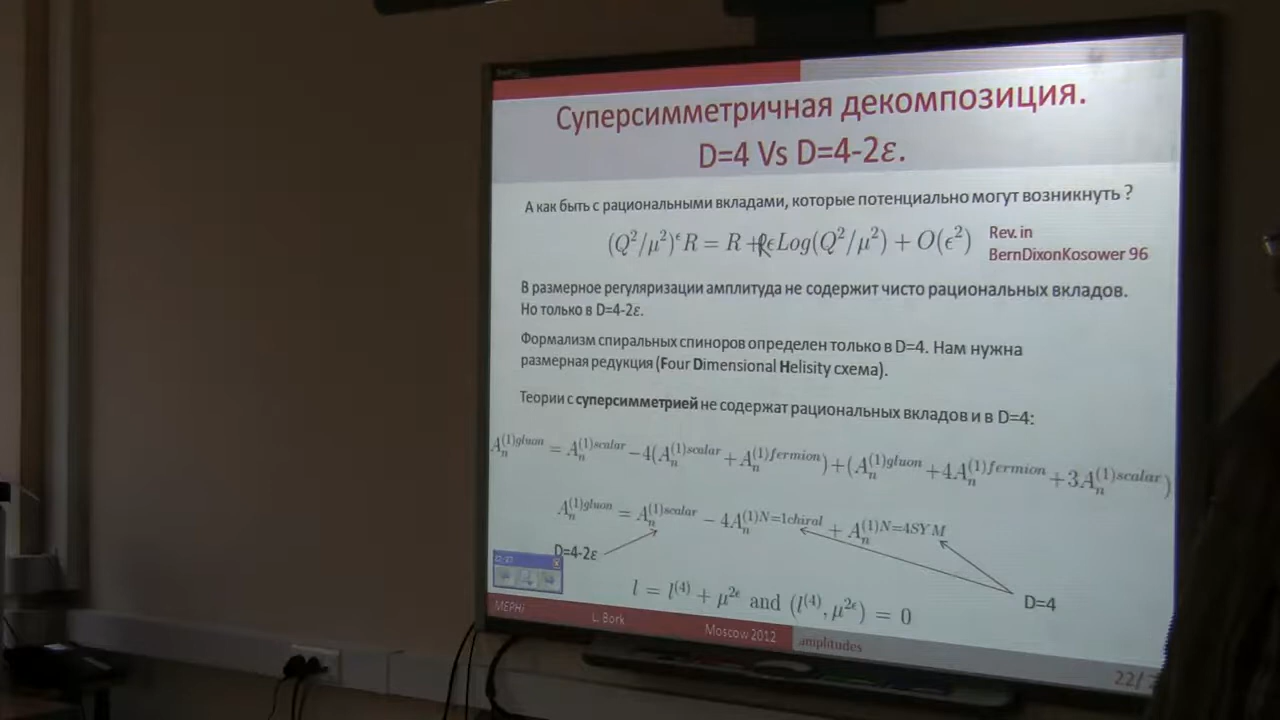 Суперсимметричная декомпозиция.
D=4 Vs D=4-2ε.
А как быть с рациональными вкладами, которые потенциально могут возникнуть ?
(Q²/μ²)^ϵ R = R + RϵLog(Q²/μ²) + O(ϵ²)
Rev. in
BernDixonKosower 96
В размерное регуляризации амплитуда не содержит чисто рациональных вкладов.
Но только в D=4-2ε.
Формализм спиральных спиноров определен только в D=4. Нам нужна
размерная редукция (Four Dimensional Helisity схема).
Теории с суперсимметрией не содержат рациональных вкладов и в D=4:
A_n^{(1)gluon} = A_n^{(1)scalar} − 4(A_n^{(1)scalar} + A_n^{(1)fermion}) + (A_n^{(1)gluon} + 4A_n^{(1)fermion} + 3A_n^{(1)scalar})
A_n^{(1)gluon} = A_n^{(1)scalar} − 4A_n^{(1)N=1chiral} + A_n^{(1)N=4SYM}
D=4-2ε
D=4
l = l^{(4)} + μ^{2ϵ} and (l^{(4)}, μ^{2ϵ}) = 0
MEPHI
L. Bork
Moscow 2012
amplitudes
22/